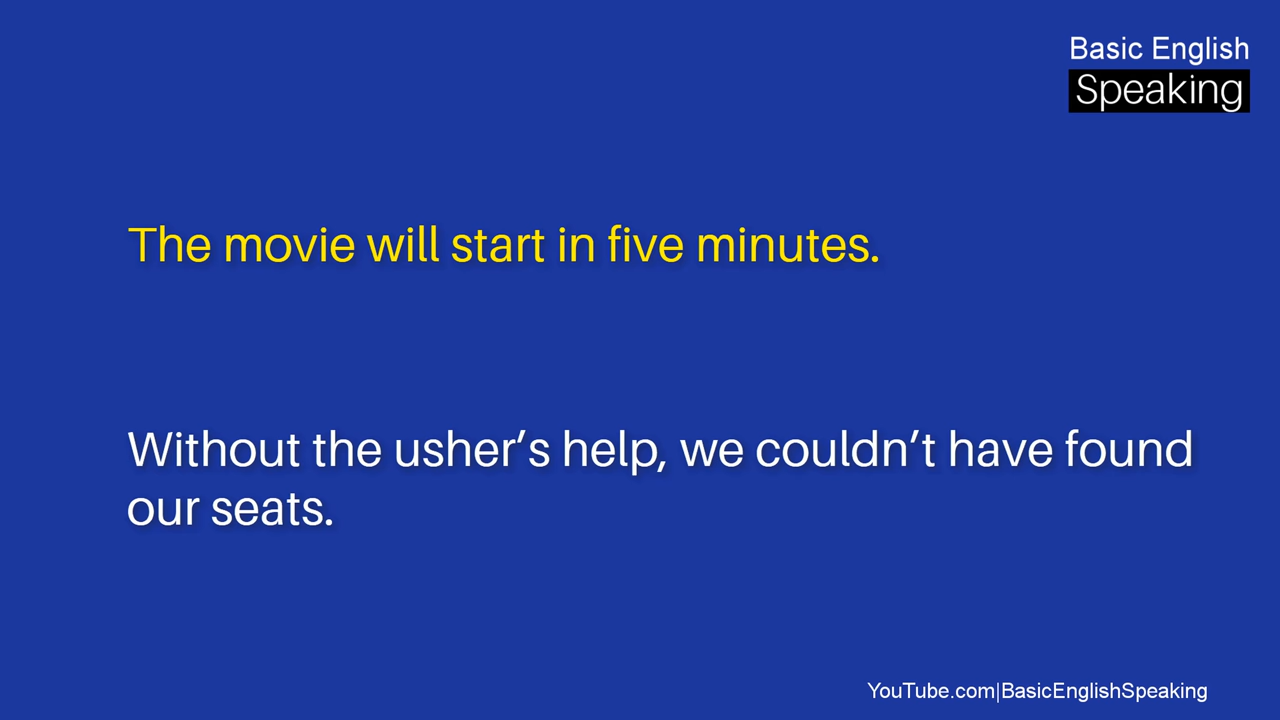 Basic English
Speaking
The movie will start in five minutes.
Without the usher’s help, we couldn’t have found
our seats.
YouTube.com|BasicEnglishSpeaking